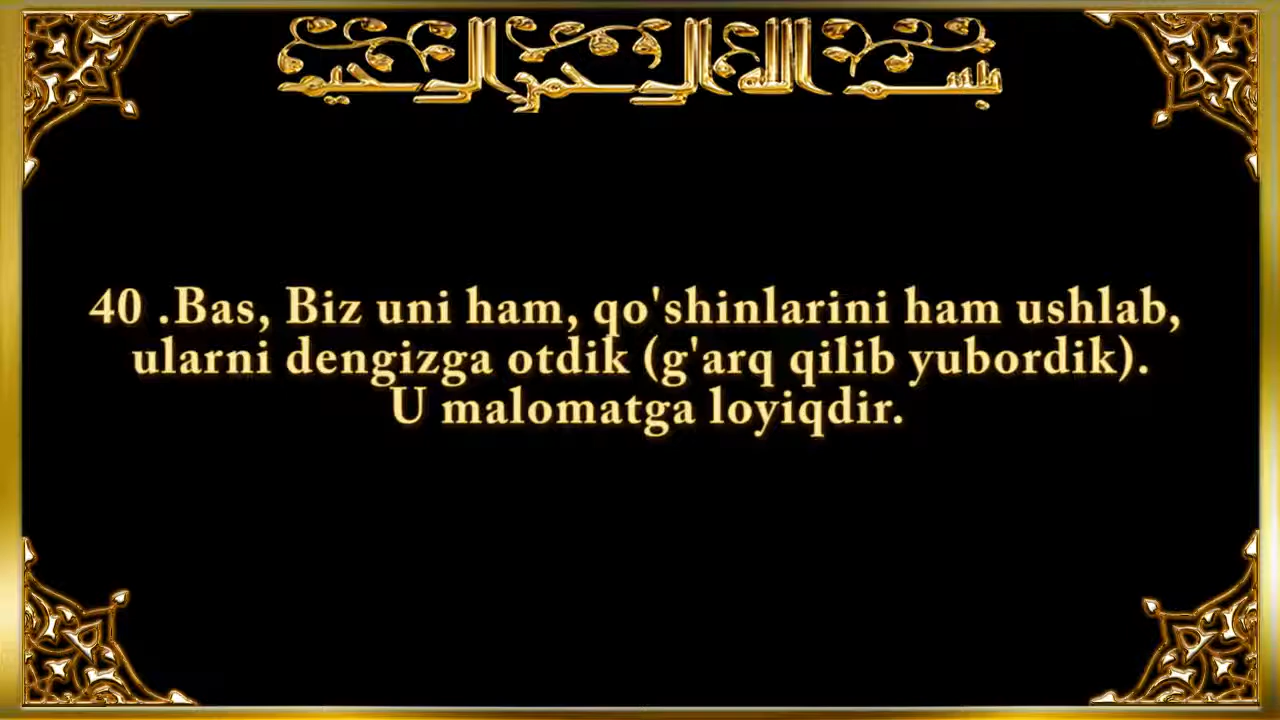 بسم الله الرحمن الرحيم
40 .Bas, Biz uni ham, qo'shinlarini ham ushlab,
ularni dengizga otdik (g'arq qilib yubordik).
U malomatga loyiqdir.